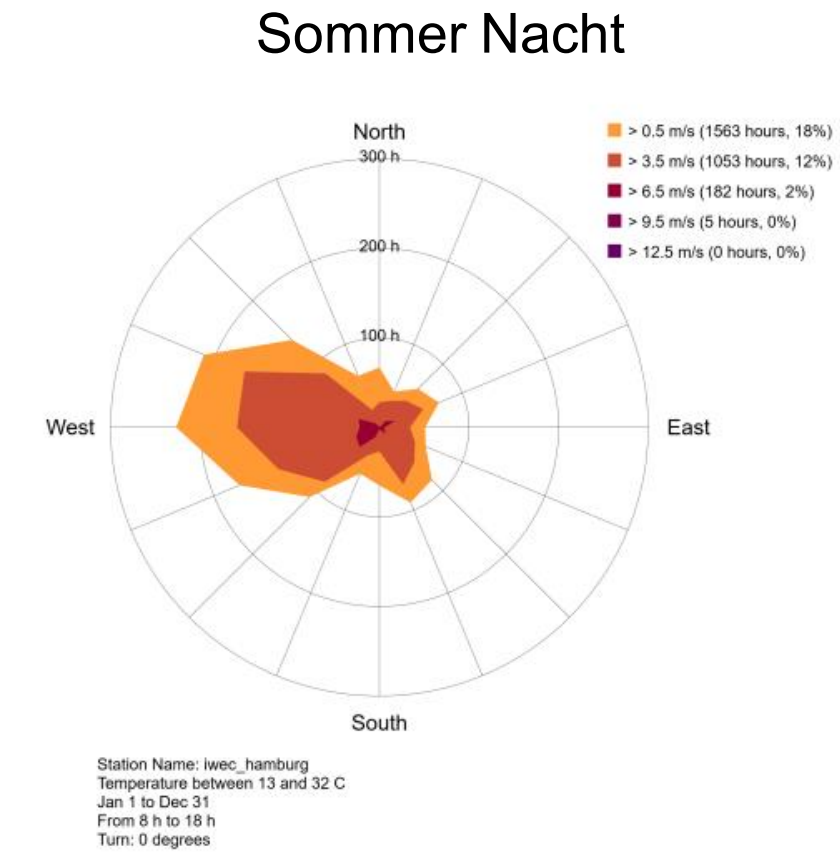 Sommer Nacht
North
300 h
> 0.5 m/s (1563 hours, 18%)
> 3.5 m/s (1053 hours, 12%)
> 6.5 m/s (182 hours, 2%)
> 9.5 m/s (5 hours, 0%)
> 12.5 m/s (0 hours, 0%)
200 h
100 h
West
East
South
Station Name: iwec_hamburg
Temperature between 13 and 32 C
Jan 1 to Dec 31
From 8 h to 18 h
Turn: 0 degrees